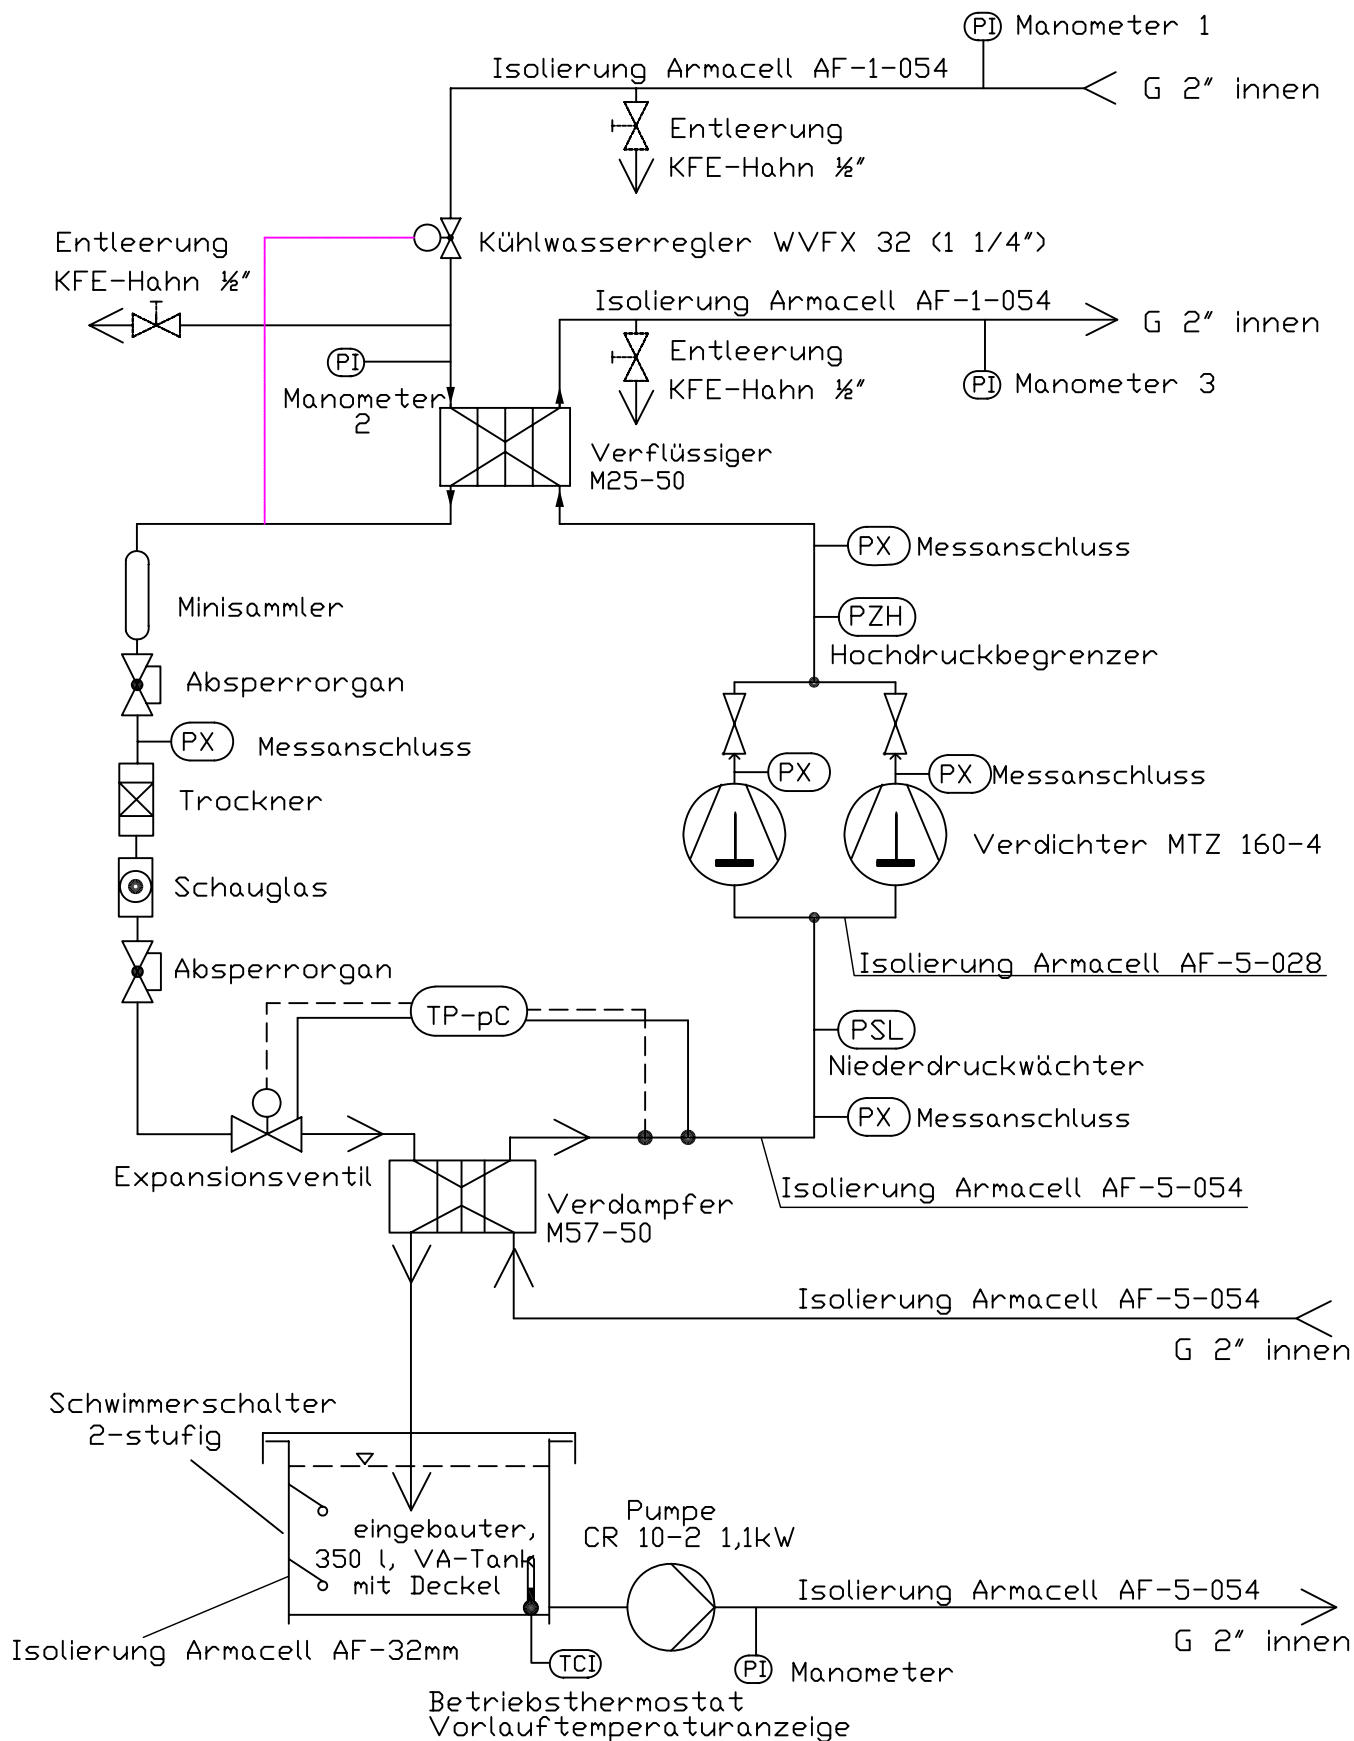 PI Manometer 1
Isolierung Armacell AF-1-054
G 2" innen
Entleerung
KFE-Hahn ½"
Entleerung
KFE-Hahn ½"
Kühlwasserregler WVFX 32 (1 1/4")
Isolierung Armacell AF-1-054
G 2" innen
Entleerung
KFE-Hahn ½"
PI
Manometer
2
PI Manometer 3
Verflüssiger
M25-50
PX Messanschluss
Minisammler
PZH
Hochdruckbegrenzer
Absperrorgan
PX Messanschluss
PX
PX Messanschluss
Trockner
Verdichter MTZ 160-4
Schauglas
Absperrorgan
Isolierung Armacell AF-5-028
TP-pC
PSL
Niederdruckwächter
PX Messanschluss
Expansionsventil
Isolierung Armacell AF-5-054
Verdampfer
M57-50
Isolierung Armacell AF-5-054
G 2" innen
Schwimmerschalter
2-stufig
eingebauter,
350 l, VA-Tank
mit Deckel
Pumpe
CR 10-2 1,1kW
Isolierung Armacell AF-5-054
G 2" innen
Isolierung Armacell AF-32mm
TCI
PI Manometer
Betriebsthermostat
Vorlauftemperaturanzeige